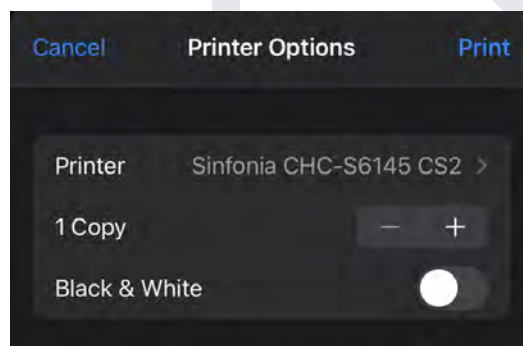 Cancel Printer Options Print
Printer Sinfonia CHC-S6145 CS2 >
1 Copy − +
Black & White